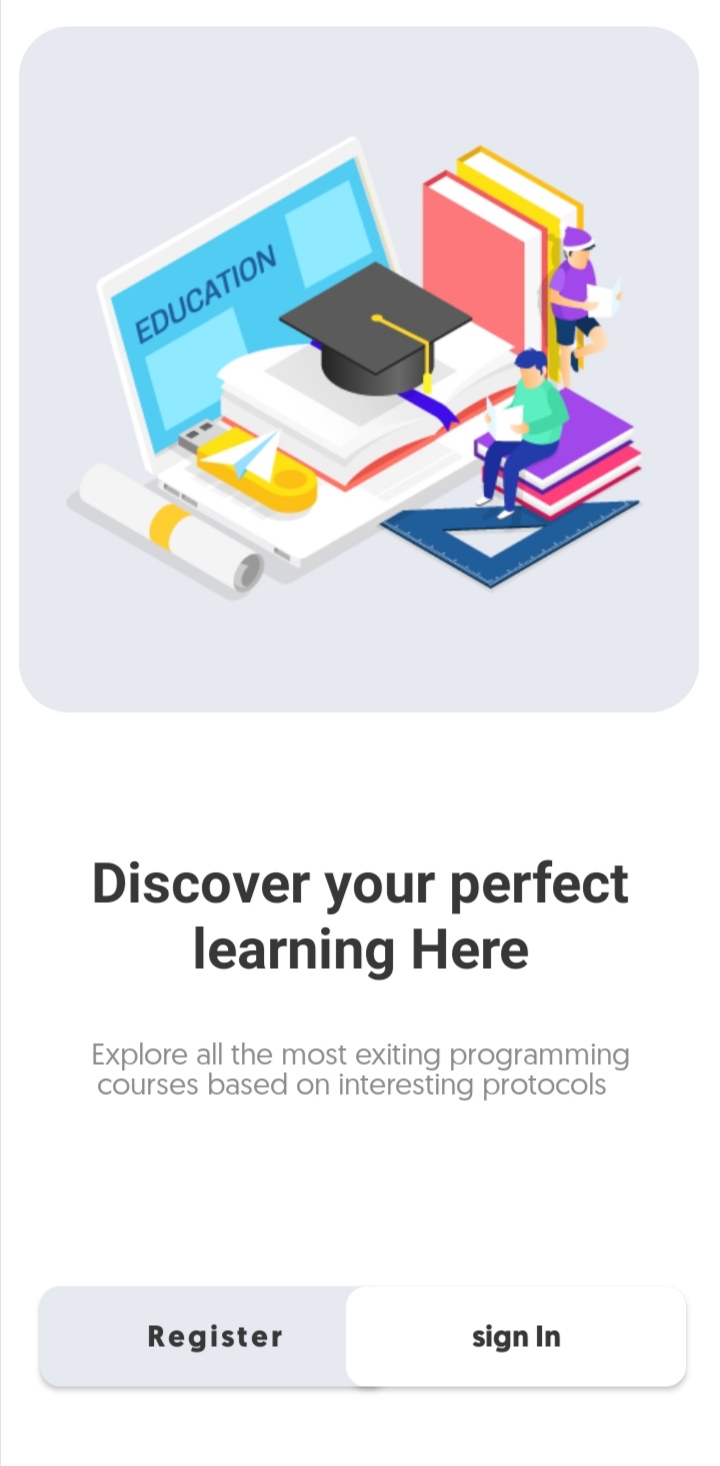 EDUCATION
Discover your perfect
learning Here
Explore all the most exiting programming
courses based on interesting protocols
Register
sign In